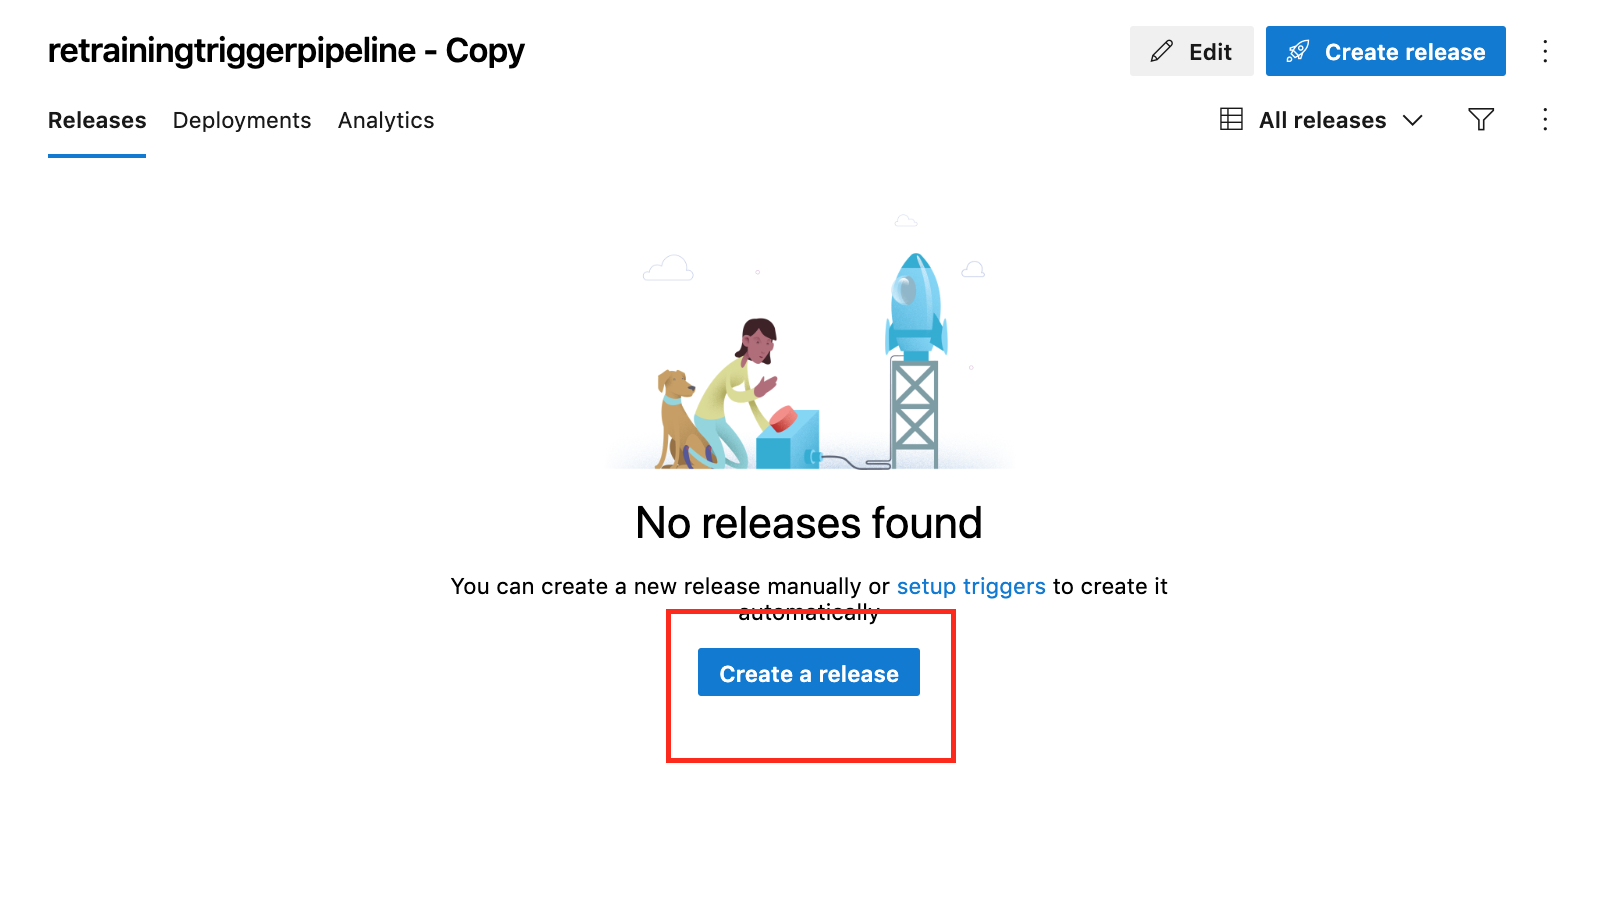 retrainingtriggerpipeline - Copy
Edit
Create release
Releases
Deployments
Analytics
All releases
No releases found
You can create a new release manually or setup triggers to create it
automatically
Create a release